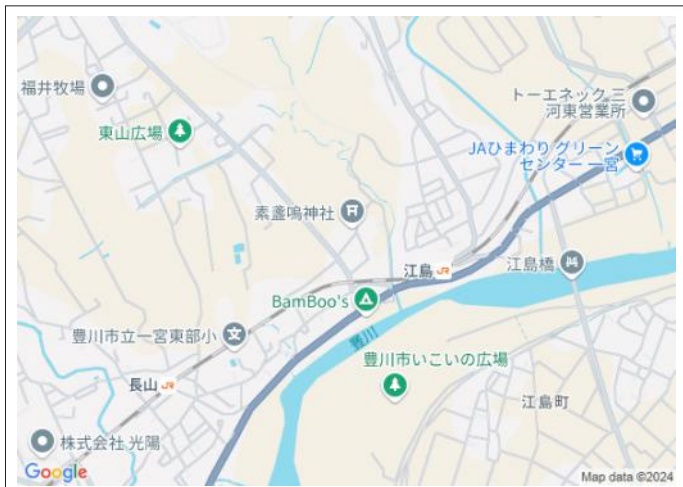 福井牧場
トーエネック 三
河東営業所
東山広場
JAひまわり グリーン
センター 一宮
素盞嗚神社
江島
江島橋
BamBoo's
豊川
豊川市立一宮東部小
豊川市いこいの広場
長山
江島町
株式会社 光陽
Google
Map data ©2024